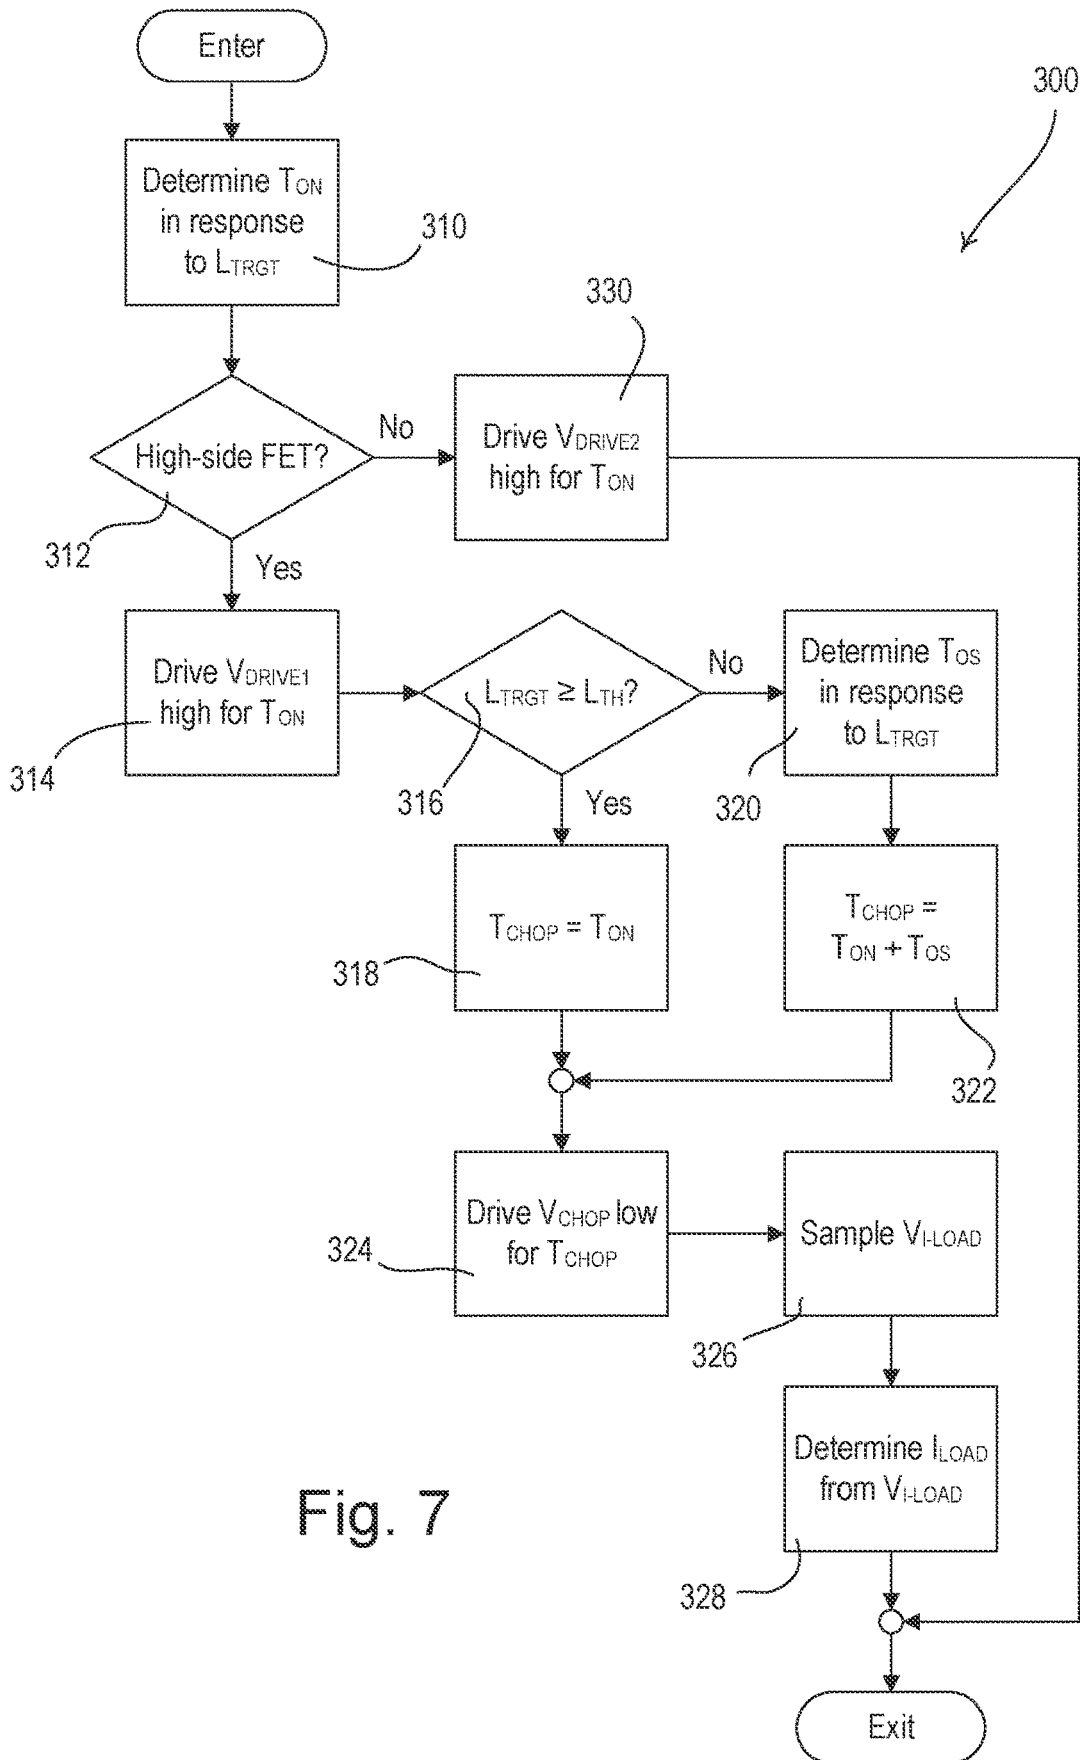 Enter
300
Determine TON
in response
to LTRGT
310
330
High-side FET?
No
Drive VDRIVE2
high for TON
312
Yes
Drive VDRIVE1
high for TON
314
LTRGT ≥ LTH?
No
316
Yes
Determine TOS
in response
to LTRGT
320
TCHOP = TON
318
TCHOP =
TON + TOS
322
Drive VCHOP low
for TCHOP
324
Sample VI-LOAD
326
Determine ILOAD
from VI-LOAD
328
Fig. 7
Exit